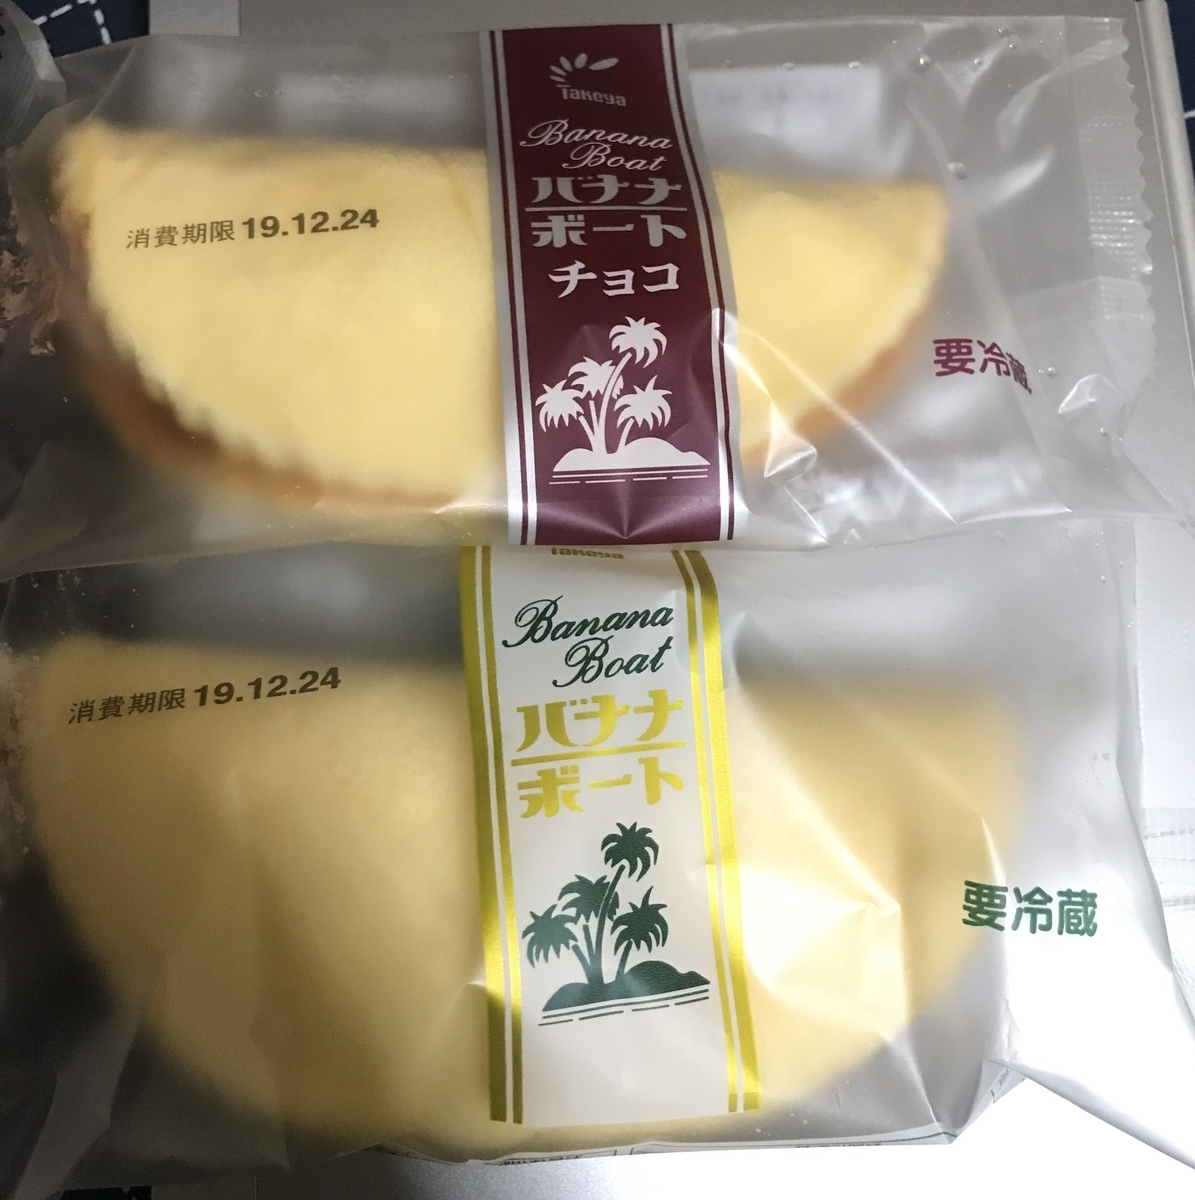 Takeya
Banana
Boat
バナナ
ボート
チョコ
消費期限 19.12.24
要冷蔵
Takeya
Banana
Boat
バナナ
ボート
消費期限 19.12.24
要冷蔵